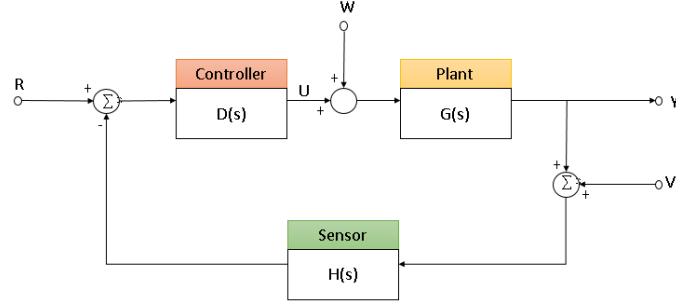 W
R
+
Σ
-
Controller
D(s)
U
+
+
Plant
G(s)
Y
+
Σ
+
V
Sensor
H(s)